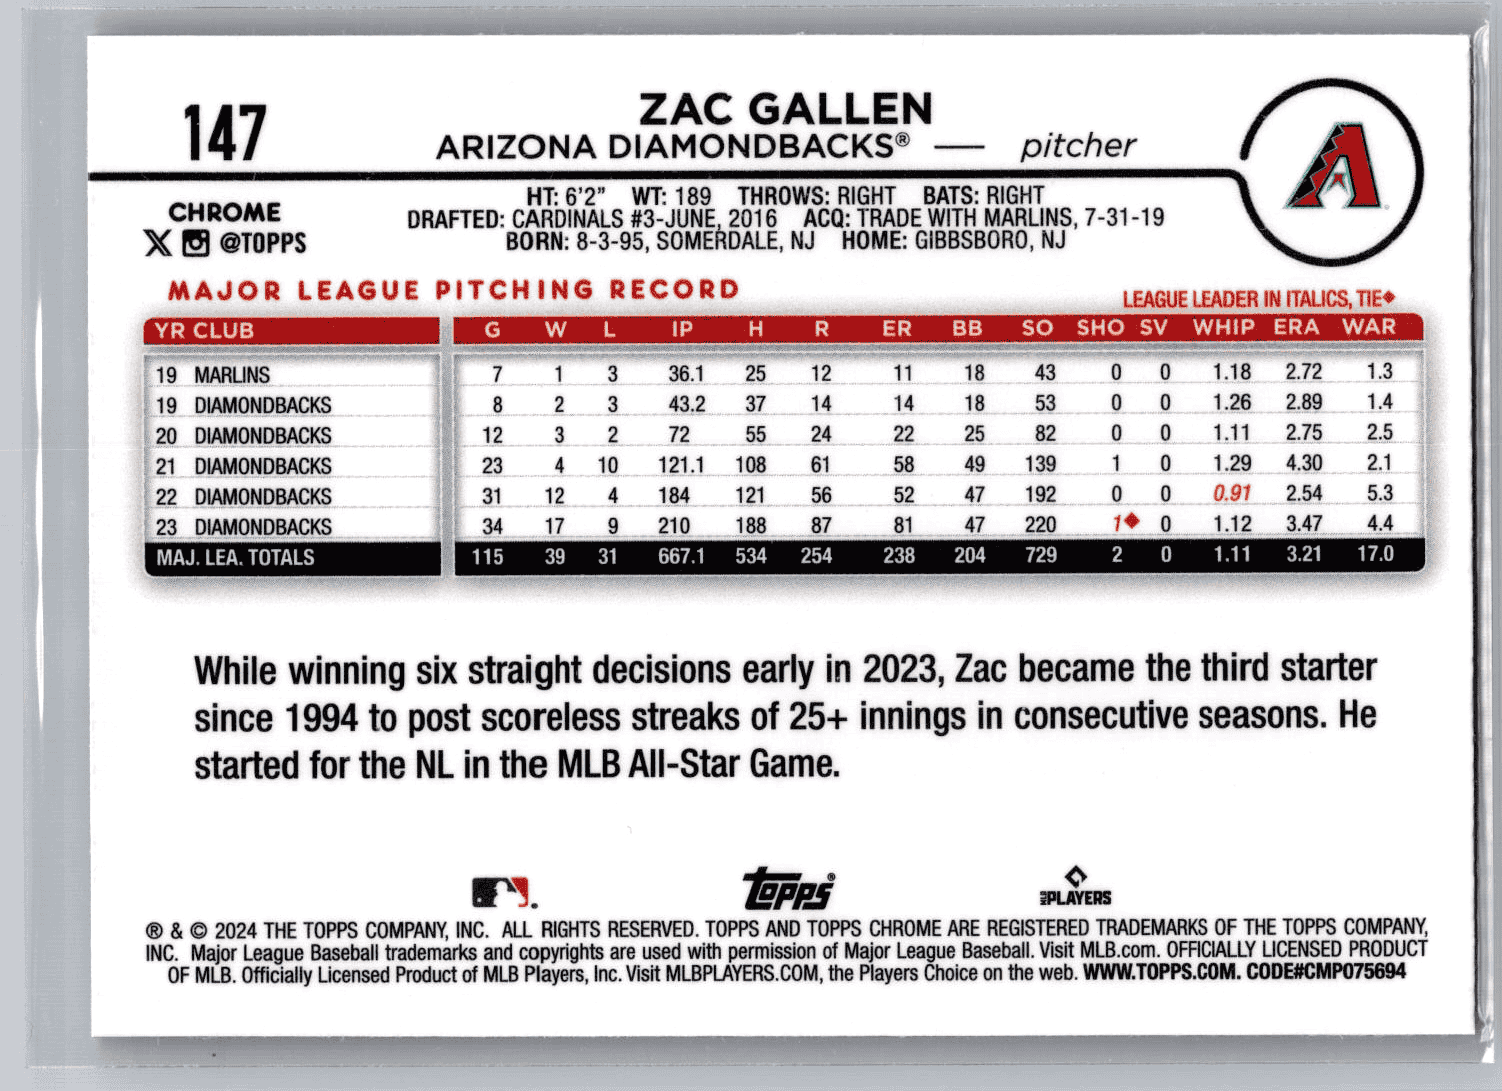 147
ZAC GALLEN
ARIZONA DIAMONDBACKS® — pitcher
A
CHROME
X @TOPPS
HT: 6'2" WT: 189 THROWS: RIGHT BATS: RIGHT
DRAFTED: CARDINALS #3-JUNE, 2016 ACQ: TRADE WITH MARLINS, 7-31-19
BORN: 8-3-95, SOMERDALE, NJ HOME: GIBBSBORO, NJ
MAJOR LEAGUE PITCHING RECORD
LEAGUE LEADER IN ITALICS, TIE♦
YR CLUB G W L IP H R ER BB SO SHO SV WHIP ERA WAR
19 MARLINS 7 1 3 36.1 25 12 11 18 43 0 0 1.18 2.72 1.3
19 DIAMONDBACKS 8 2 3 43.2 37 14 14 18 53 0 0 1.26 2.89 1.4
20 DIAMONDBACKS 12 3 2 72 55 24 22 25 82 0 0 1.11 2.75 2.5
21 DIAMONDBACKS 23 4 10 121.1 108 61 58 49 139 1 0 1.29 4.30 2.1
22 DIAMONDBACKS 31 12 4 184 121 56 52 47 192 0 0 0.91 2.54 5.3
23 DIAMONDBACKS 34 17 9 210 188 87 81 47 220 1♦ 0 1.12 3.47 4.4
MAJ. LEA. TOTALS 115 39 31 667.1 534 254 238 204 729 2 0 1.11 3.21 17.0
While winning six straight decisions early in 2023, Zac became the third starter
since 1994 to post scoreless streaks of 25+ innings in consecutive seasons. He
started for the NL in the MLB All-Star Game.
topps®
PLAYERS
® & © 2024 THE TOPPS COMPANY, INC. ALL RIGHTS RESERVED. TOPPS AND TOPPS CHROME ARE REGISTERED TRADEMARKS OF THE TOPPS COMPANY,
INC. Major League Baseball trademarks and copyrights are used with permission of Major League Baseball. Visit MLB.com. OFFICIALLY LICENSED PRODUCT
OF MLB. Officially Licensed Product of MLB Players, Inc. Visit MLBPLAYERS.COM, the Players Choice on the web. WWW.TOPPS.COM. CODE#CMP075694